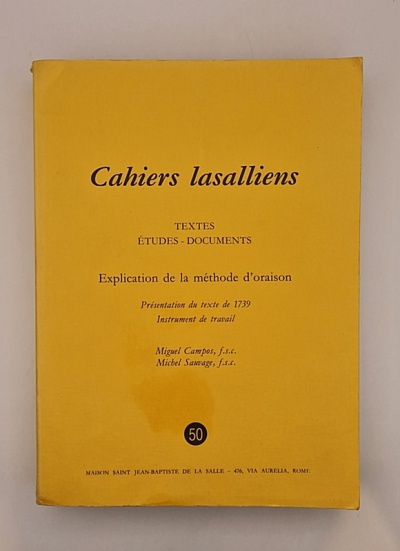 Cahiers lasalliens
TEXTES
ÉTUDES - DOCUMENTS
Explication de la méthode d'oraison
Présentation du texte de 1739
Instrument de travail
Miguel Campos, f.s.c.
Michel Sauvage, f.s.c.
50
MAISON SAINT JEAN-BAPTISTE DE LA SALLE - 476, VIA AURELIA, ROME